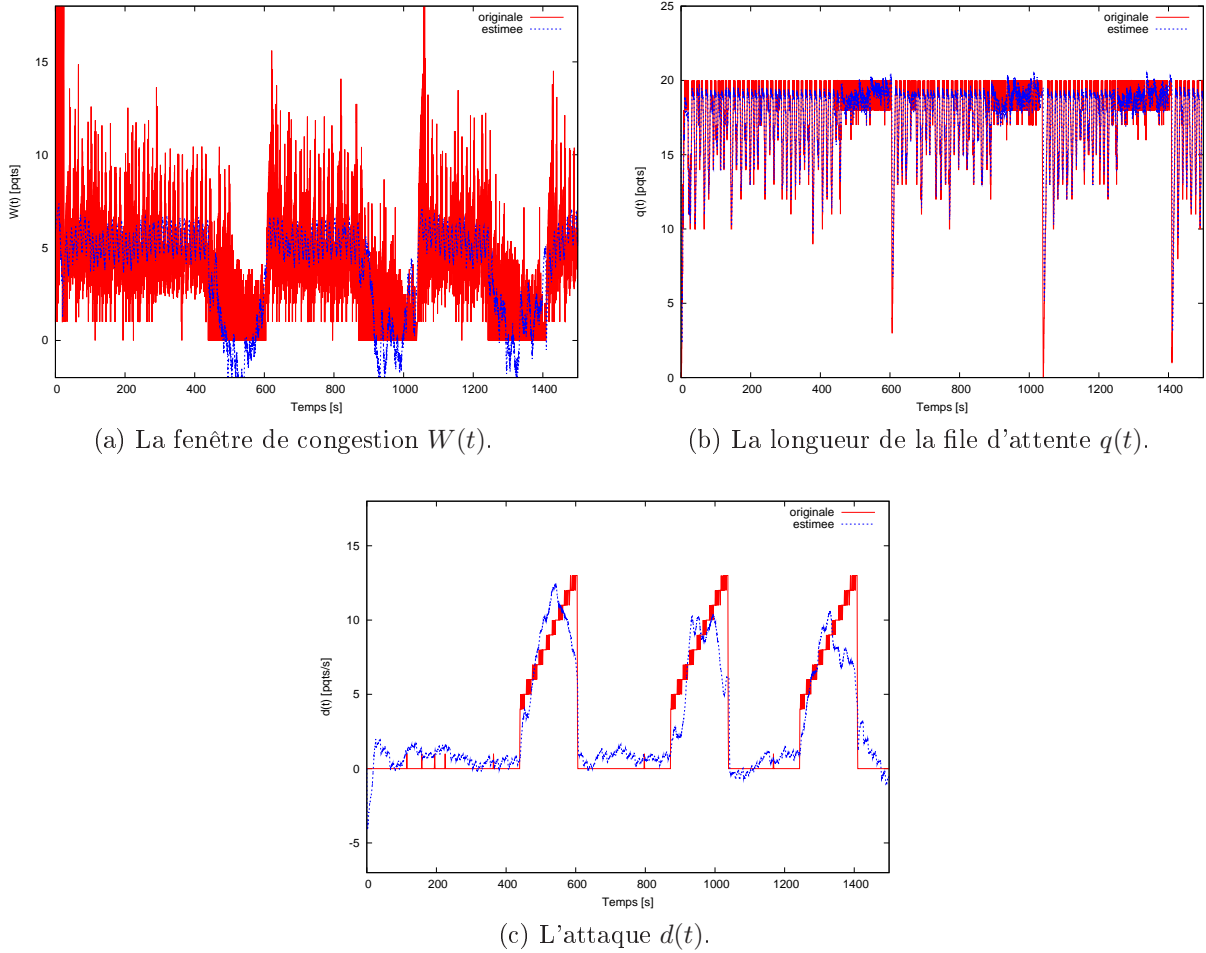 originale
estimee
W(t) [pqts]
15
10
5
0
0 200 400 600 800 1000 1200 1400
Temps [s]
(a) La fenêtre de congestion W(t).
originale
estimee
q(t) [pqts]
25
20
15
10
5
0
0 200 400 600 800 1000 1200 1400
Temps [s]
(b) La longueur de la file d'attente q(t).
originale
estimee
d(t) [pqts/s]
15
10
5
0
-5
0 200 400 600 800 1000 1200 1400
Temps [s]
(c) L'attaque d(t).